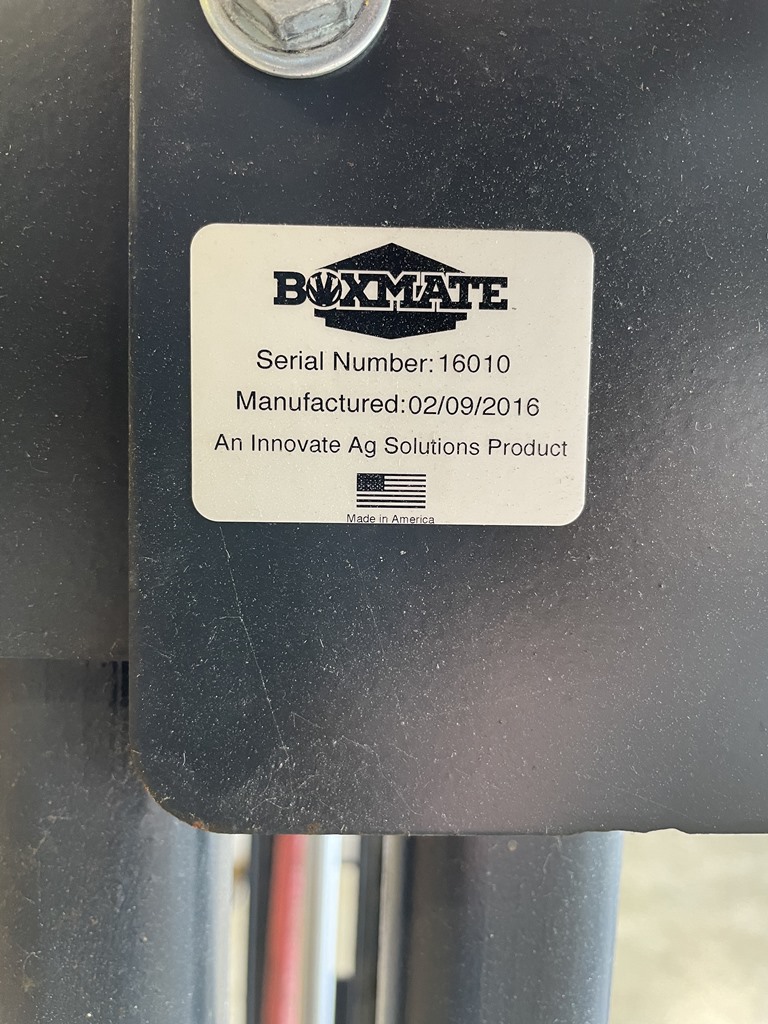 BOXMATE
Serial Number:16010
Manufactured:02/09/2016
An Innovate Ag Solutions Product
Made in America